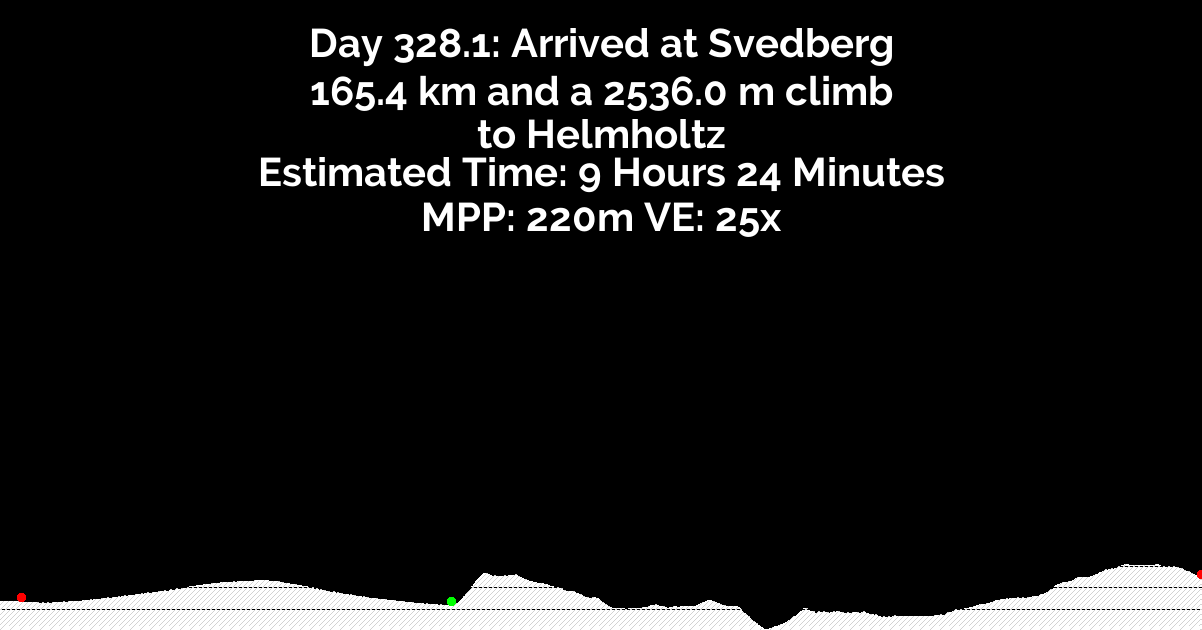 Day 328.1: Arrived at Svedberg
165.4 km and a 2536.0 m climb
to Helmholtz
Estimated Time: 9 Hours 24 Minutes
MPP: 220m VE: 25x